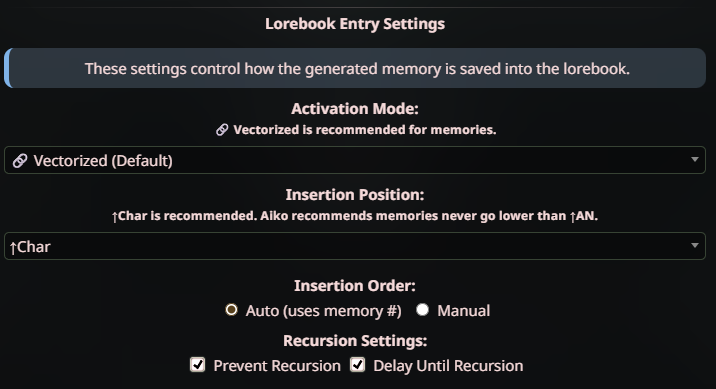 Lorebook Entry Settings
These settings control how the generated memory is saved into the lorebook.
Activation Mode:
🔗 Vectorized is recommended for memories.
🔗 Vectorized (Default)
Insertion Position:
↑Char is recommended. Aiko recommends memories never go lower than ↑AN.
↑Char
Insertion Order:
Auto (uses memory #) Manual
Recursion Settings:
Prevent Recursion Delay Until Recursion